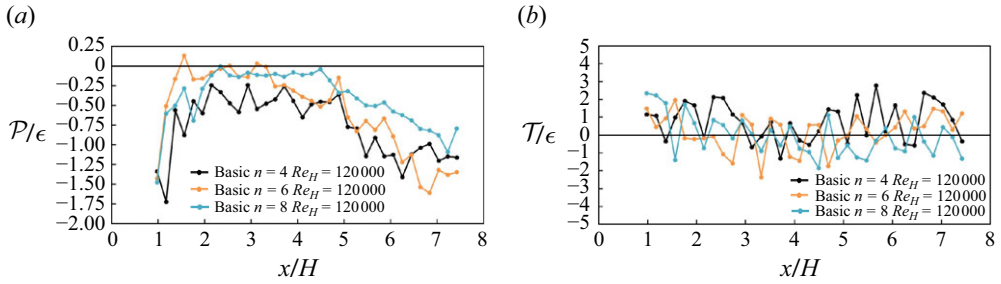 (a)
0.25
0
−0.25
−0.50
−0.75
−1.00
−1.25
−1.50
−1.75
−2.00
P/ϵ
Basic n = 4 Re_H = 120 000
Basic n = 6 Re_H = 120 000
Basic n = 8 Re_H = 120 000
0 1 2 3 4 5 6 7 8
x/H
(b)
5
4
3
2
1
0
−1
−2
−3
−4
−5
T/ϵ
Basic n = 4 Re_H = 120 000
Basic n = 6 Re_H = 120 000
Basic n = 8 Re_H = 120 000
0 1 2 3 4 5 6 7 8
x/H